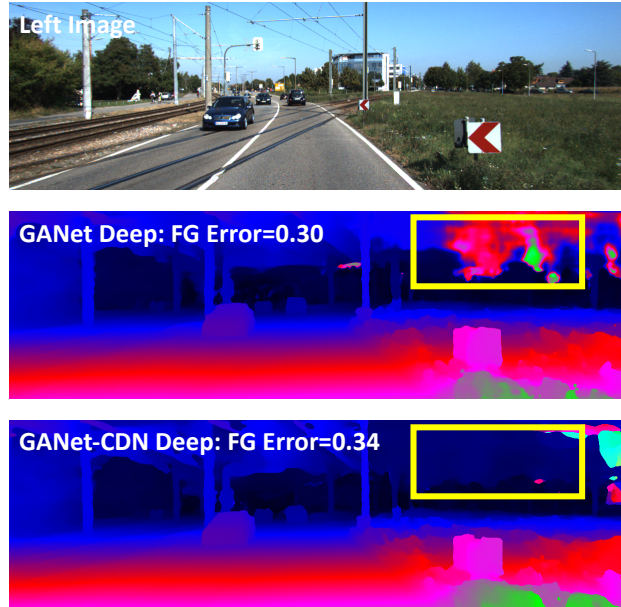 Left Image
GANet Deep: FG Error=0.30
GANet-CDN Deep: FG Error=0.34